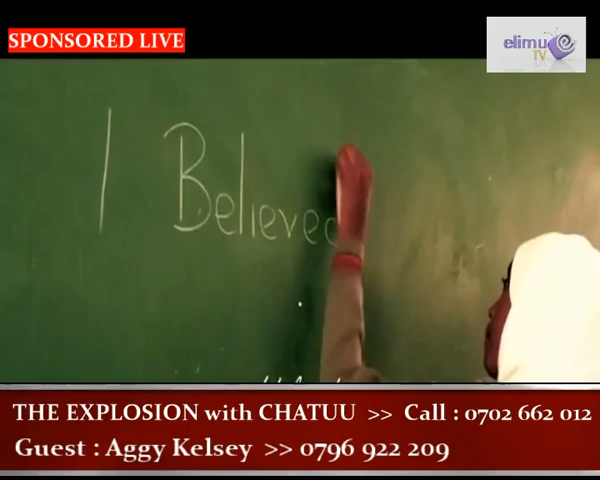 SPONSORED LIVE
elimu e
TV
I Believed
THE EXPLOSION with CHATUU >> Call : 0702 662 012
Guest : Aggy Kelsey >> 0796 922 209